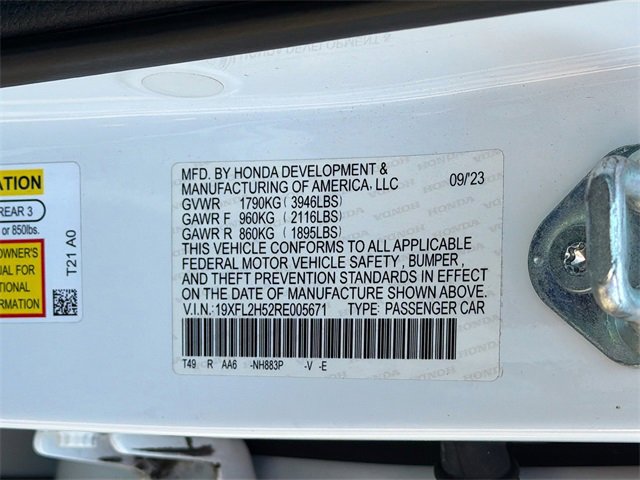 MFD. BY HONDA DEVELOPMENT &
MANUFACTURING OF AMERICA, LLC 09/'23
GVWR 1790KG (3946LBS)
GAWR F 960KG (2116LBS)
GAWR R 860KG (1895LBS)
THIS VEHICLE CONFORMS TO ALL APPLICABLE
FEDERAL MOTOR VEHICLE SAFETY, BUMPER,
AND THEFT PREVENTION STANDARDS IN EFFECT
ON THE DATE OF MANUFACTURE SHOWN ABOVE.
V.I.N.: 19XFL2H52RE005671 TYPE: PASSENGER CAR
T49 R AA6 -NH883P -V -E
ATION
REAR 3
or 850lbs.
OWNER'S
UAL FOR
TIONAL
RMATION
T21 A0